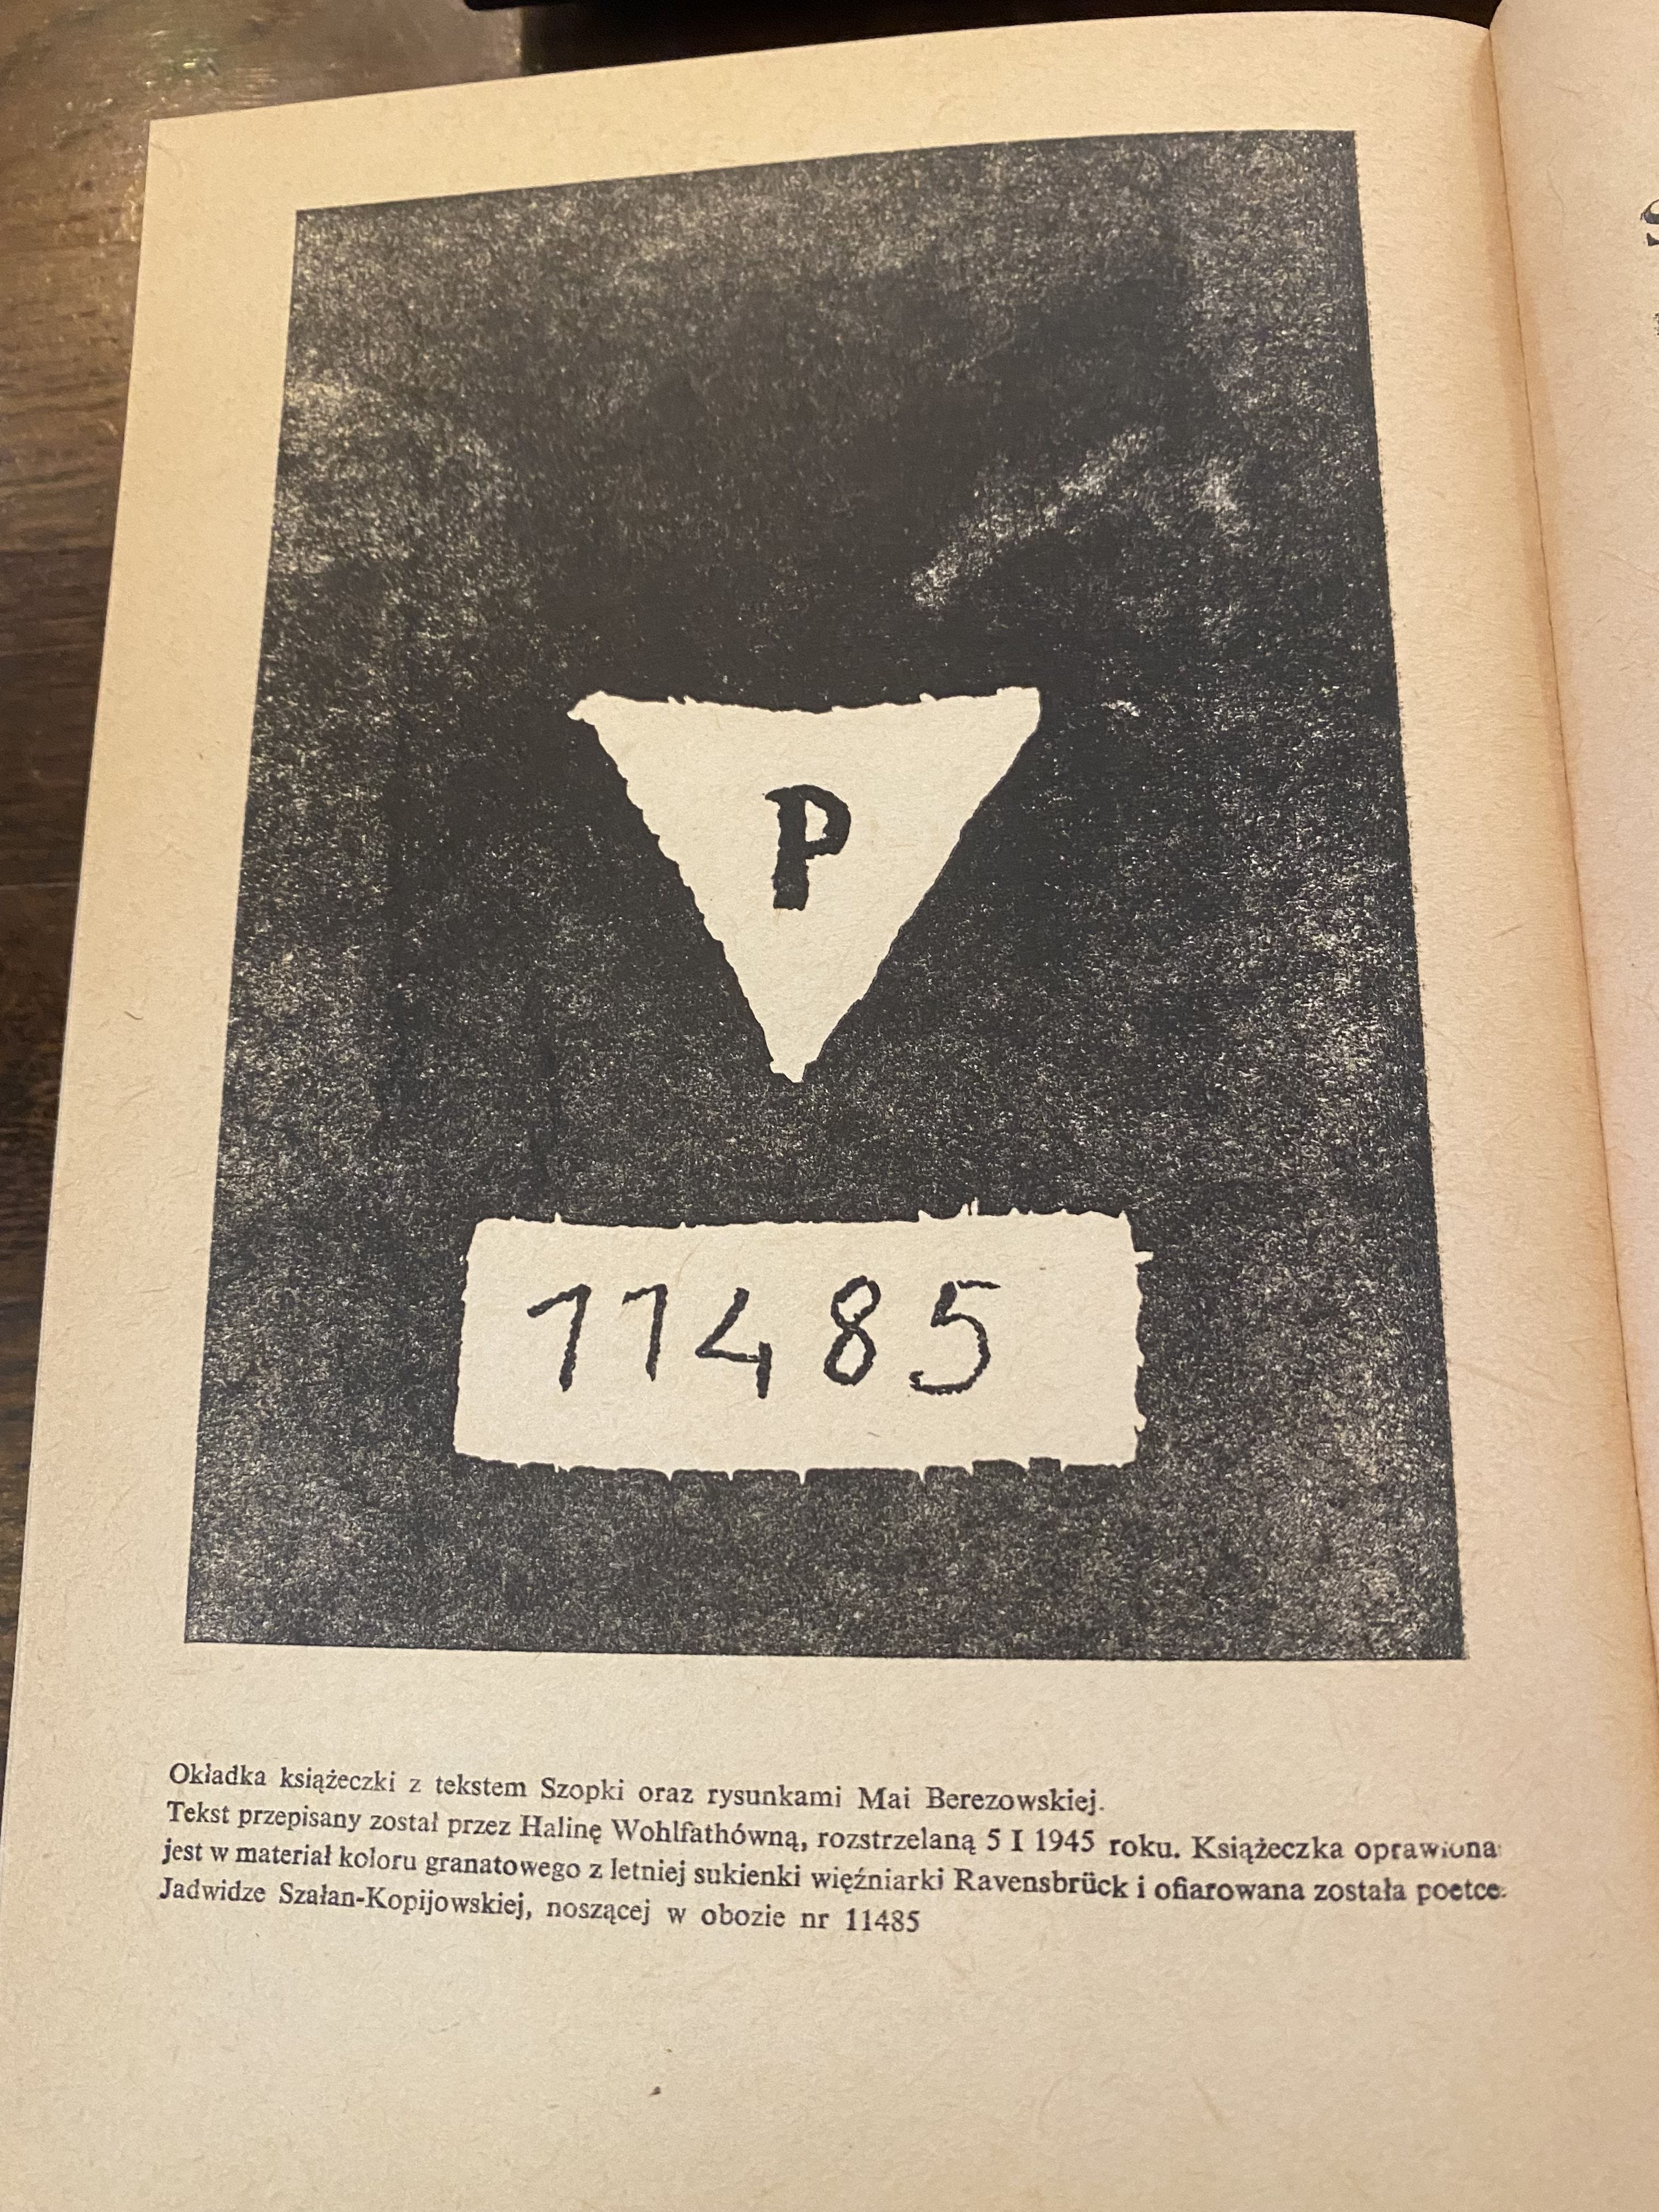 P
11485
Okładka książeczki z tekstem Szopki oraz rysunkami Mai Berezowskiej.
Tekst przepisany został przez Halinę Wohlfathówną, rozstrzelaną 5 I 1945 roku. Książeczka oprawiona
jest w materiał koloru granatowego z letniej sukienki więźniarki Ravensbrück i ofiarowana została poetce
Jadwidze Szałan-Kopijowskiej, noszącej w obozie nr 11485